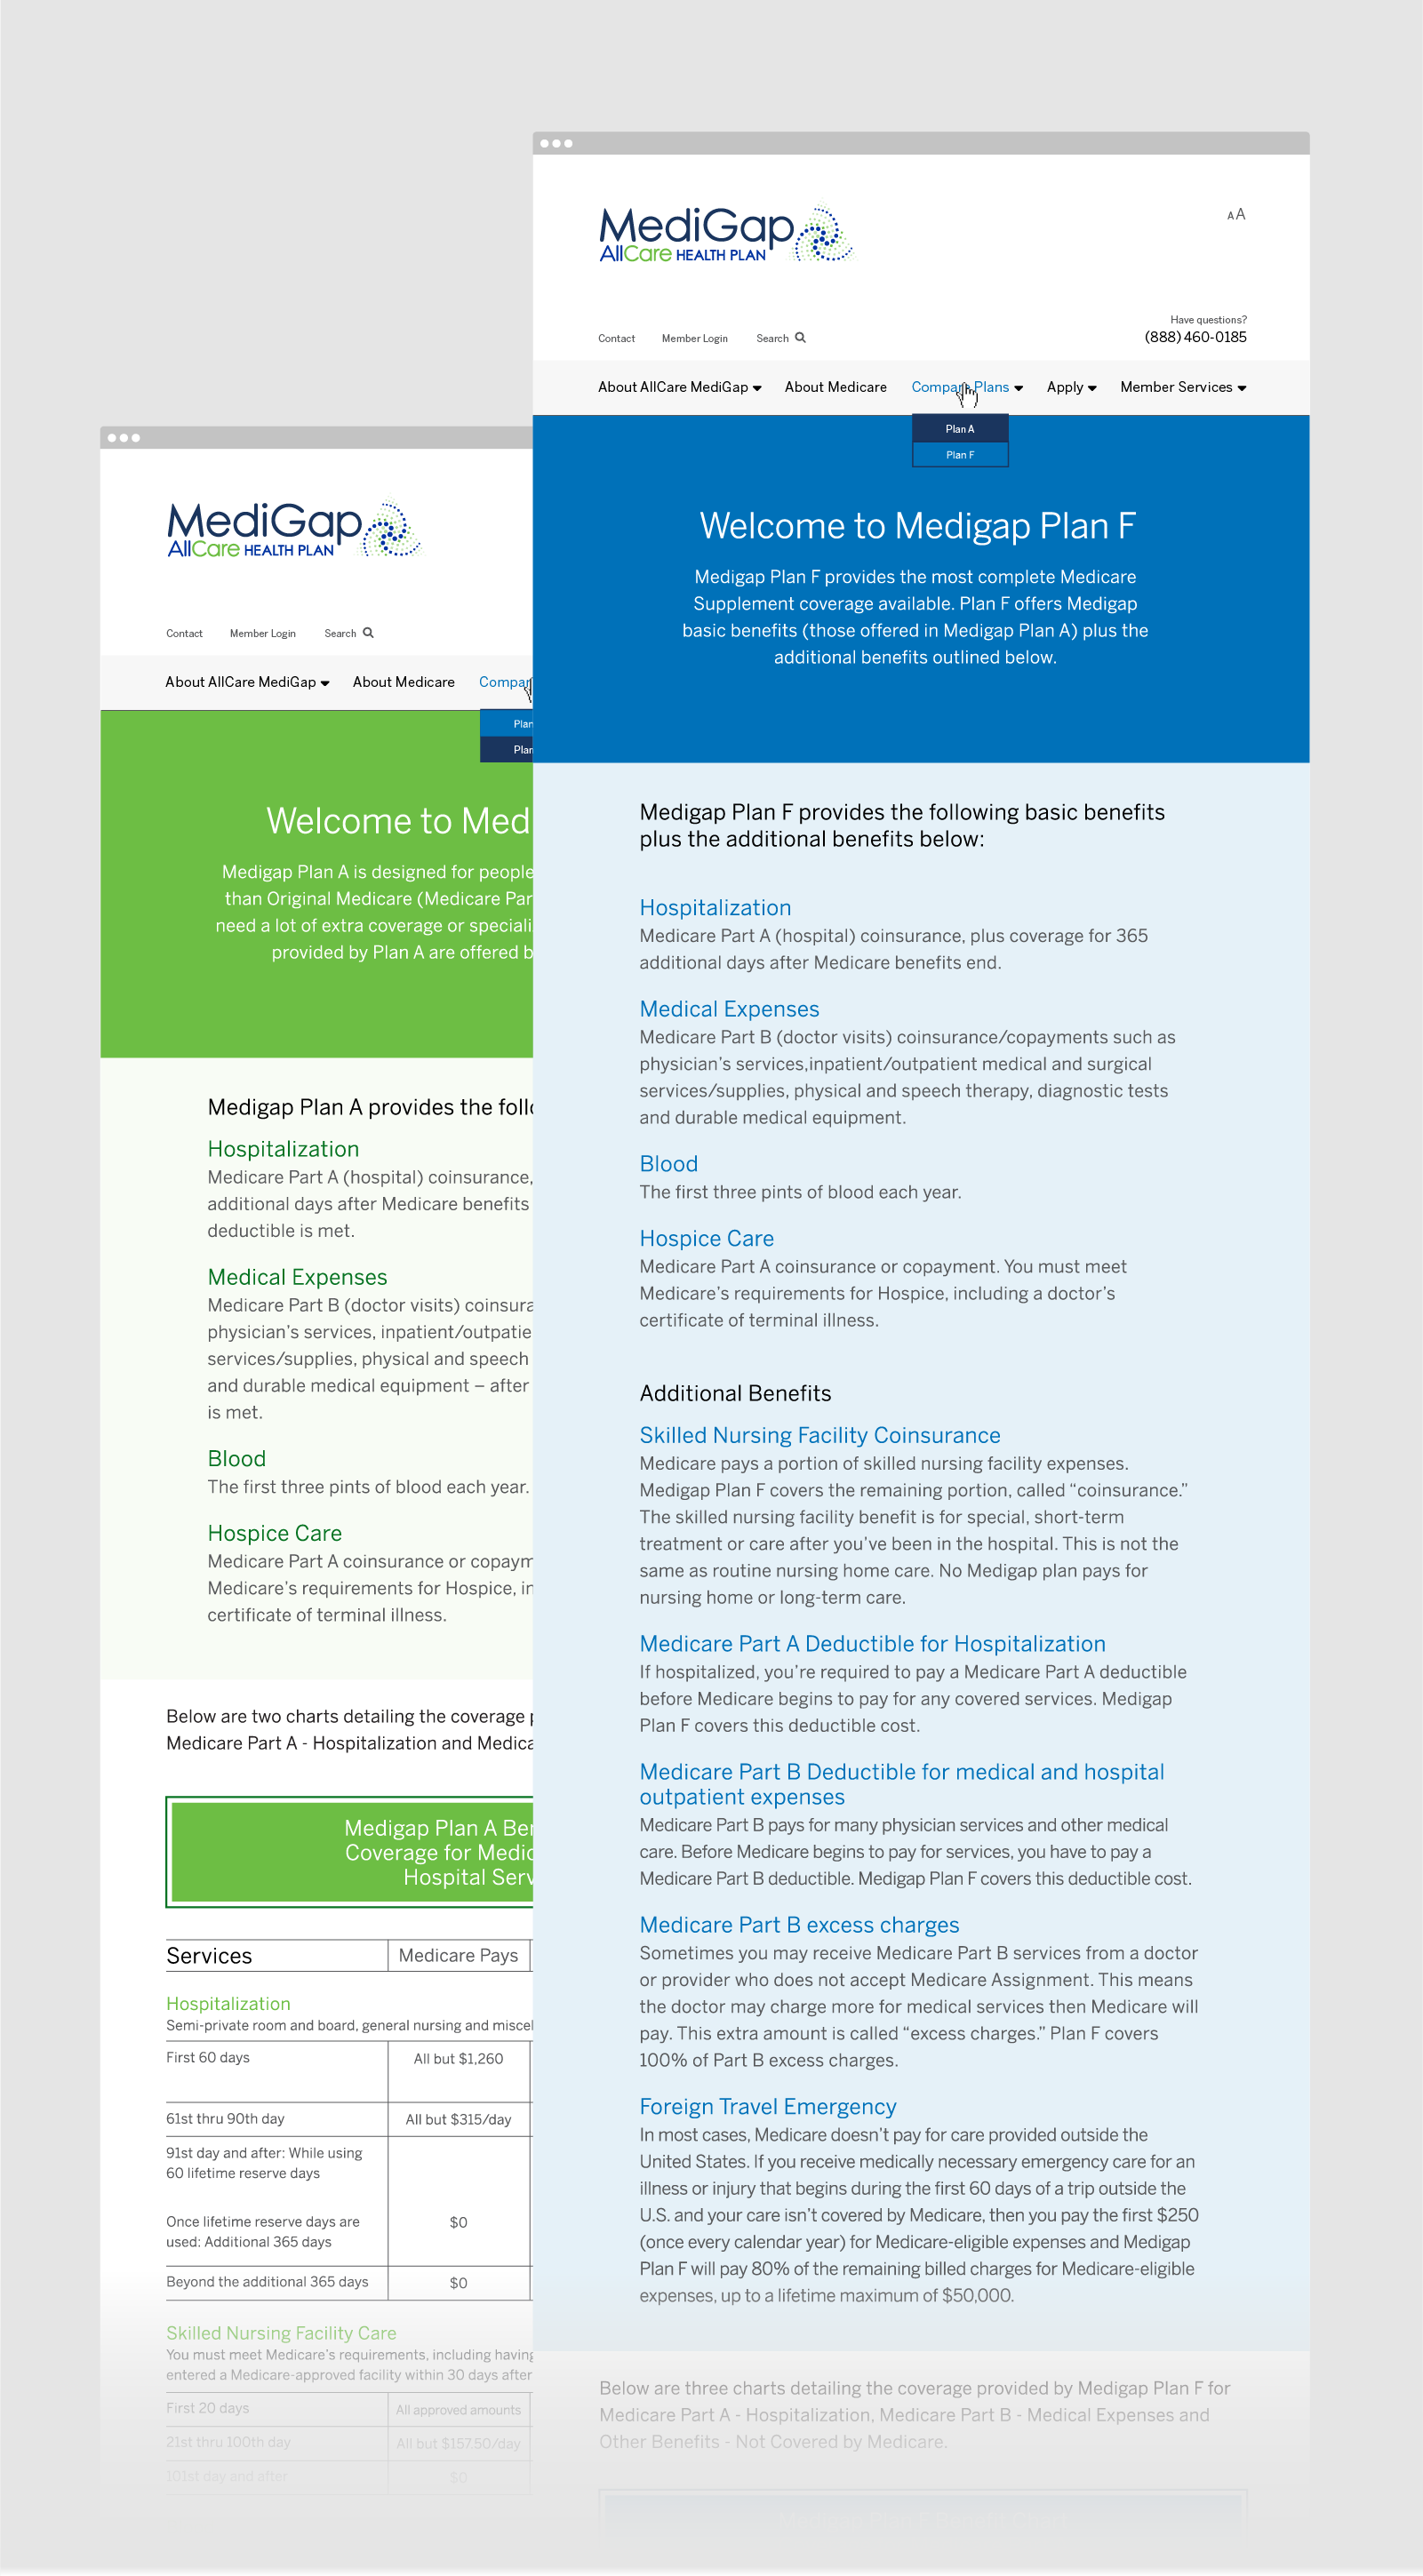 MediGap
AllCare HEALTH PLAN
AA
Have questions?
Contact Member Login Search (888) 460-0185
About AllCare MediGap About Medicare Compare Plans Apply Member Services
Plan A
Plan F
Welcome to Medigap Plan F
Medigap Plan F provides the most complete Medicare
Supplement coverage available. Plan F offers Medigap
basic benefits (those offered in Medigap Plan A) plus the
additional benefits outlined below.
Medigap Plan F provides the following basic benefits
plus the additional benefits below:
Hospitalization
Medicare Part A (hospital) coinsurance, plus coverage for 365
additional days after Medicare benefits end.
Medical Expenses
Medicare Part B (doctor visits) coinsurance/copayments such as
physician’s services,inpatient/outpatient medical and surgical
services/supplies, physical and speech therapy, diagnostic tests
and durable medical equipment.
Blood
The first three pints of blood each year.
Hospice Care
Medicare Part A coinsurance or copayment. You must meet
Medicare’s requirements for Hospice, including a doctor’s
certificate of terminal illness.
Additional Benefits
Skilled Nursing Facility Coinsurance
Medicare pays a portion of skilled nursing facility expenses.
Medigap Plan F covers the remaining portion, called “coinsurance.”
The skilled nursing facility benefit is for special, short-term
treatment or care after you’ve been in the hospital. This is not the
same as routine nursing home care. No Medigap plan pays for
nursing home or long-term care.
Medicare Part A Deductible for Hospitalization
If hospitalized, you’re required to pay a Medicare Part A deductible
before Medicare begins to pay for any covered services. Medigap
Plan F covers this deductible cost.
Medicare Part B Deductible for medical and hospital
outpatient expenses
Medicare Part B pays for many physician services and other medical
care. Before Medicare begins to pay for services, you have to pay a
Medicare Part B deductible. Medigap Plan F covers this deductible cost.
Medicare Part B excess charges
Sometimes you may receive Medicare Part B services from a doctor
or provider who does not accept Medicare Assignment. This means
the doctor may charge more for medical services then Medicare will
pay. This extra amount is called “excess charges.” Plan F covers
100% of Part B excess charges.
Foreign Travel Emergency
In most cases, Medicare doesn’t pay for care provided outside the
United States. If you receive medically necessary emergency care for an
illness or injury that begins during the first 60 days of a trip outside the
U.S. and your care isn’t covered by Medicare, then you pay the first $250
(once every calendar year) for Medicare-eligible expenses and Medigap
Plan F will pay 80% of the remaining billed charges for Medicare-eligible
expenses, up to a lifetime maximum of $50,000.
Below are three charts detailing the coverage provided by Medigap Plan F for
Medicare Part A - Hospitalization, Medicare Part B - Medical Expenses and
Other Benefits - Not Covered by Medicare.
MediGap
AllCare HEALTH PLAN
Contact Member Login Search
About AllCare MediGap About Medicare Compar
Plan
Plan
Welcome to Med
Medigap Plan A is designed for people
than Original Medicare (Medicare Par
need a lot of extra coverage or speciali
provided by Plan A are offered b
Medigap Plan A provides the foll
Hospitalization
Medicare Part A (hospital) coinsurance,
additional days after Medicare benefits
deductible is met.
Medical Expenses
Medicare Part B (doctor visits) coinsura
physician’s services, inpatient/outpatie
services/supplies, physical and speech
and durable medical equipment – after
is met.
Blood
The first three pints of blood each year.
Hospice Care
Medicare Part A coinsurance or copaym
Medicare’s requirements for Hospice, in
certificate of terminal illness.
Below are two charts detailing the coverage p
Medicare Part A - Hospitalization and Medica
Medigap Plan A Ben
Coverage for Medic
Hospital Serv
Services Medicare Pays
Hospitalization
Semi-private room and board, general nursing and miscel
First 60 days All but $1,260
61st thru 90th day All but $315/day
91st day and after: While using
60 lifetime reserve days
Once lifetime reserve days are $0
used: Additional 365 days
Beyond the additional 365 days $0
Skilled Nursing Facility Care
You must meet Medicare’s requirements, including having
entered a Medicare-approved facility within 30 days after
First 20 days All approved amounts
21st thru 100th day All but $157.50/day
101st day and after $0